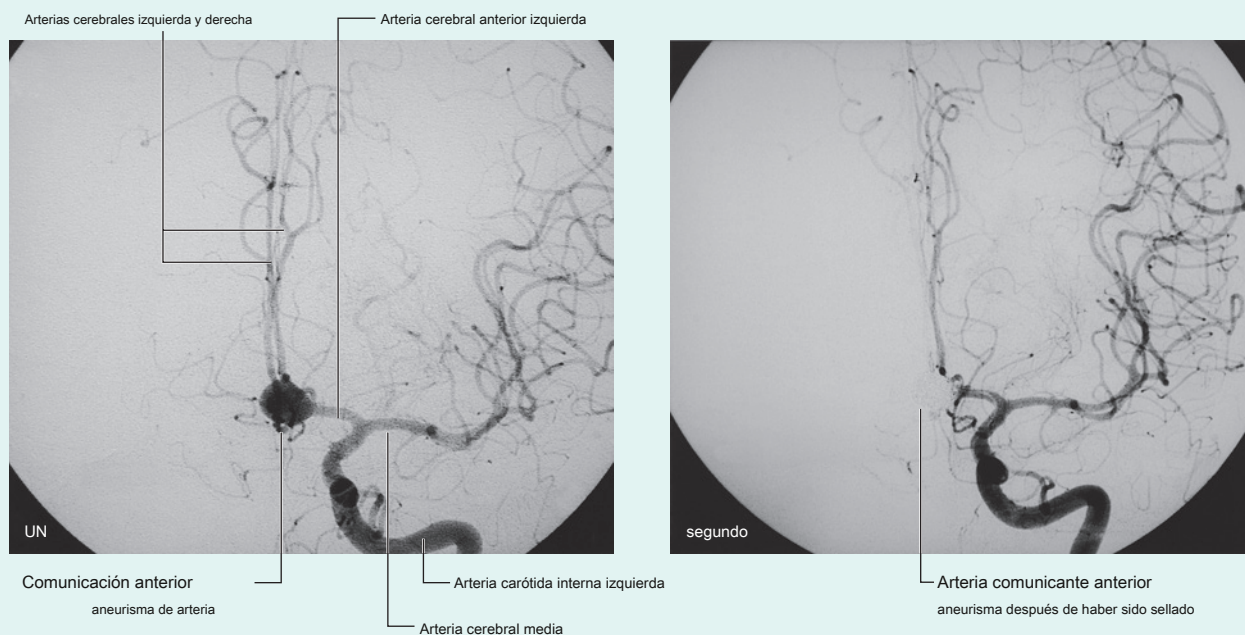 Arterias cerebrales izquierda y derecha
Arteria cerebral anterior izquierda
UN
segundo
Comunicación anterior
aneurisma de arteria
Arteria carótida interna izquierda
Arteria cerebral media
Arteria comunicante anterior
aneurisma después de haber sido sellado